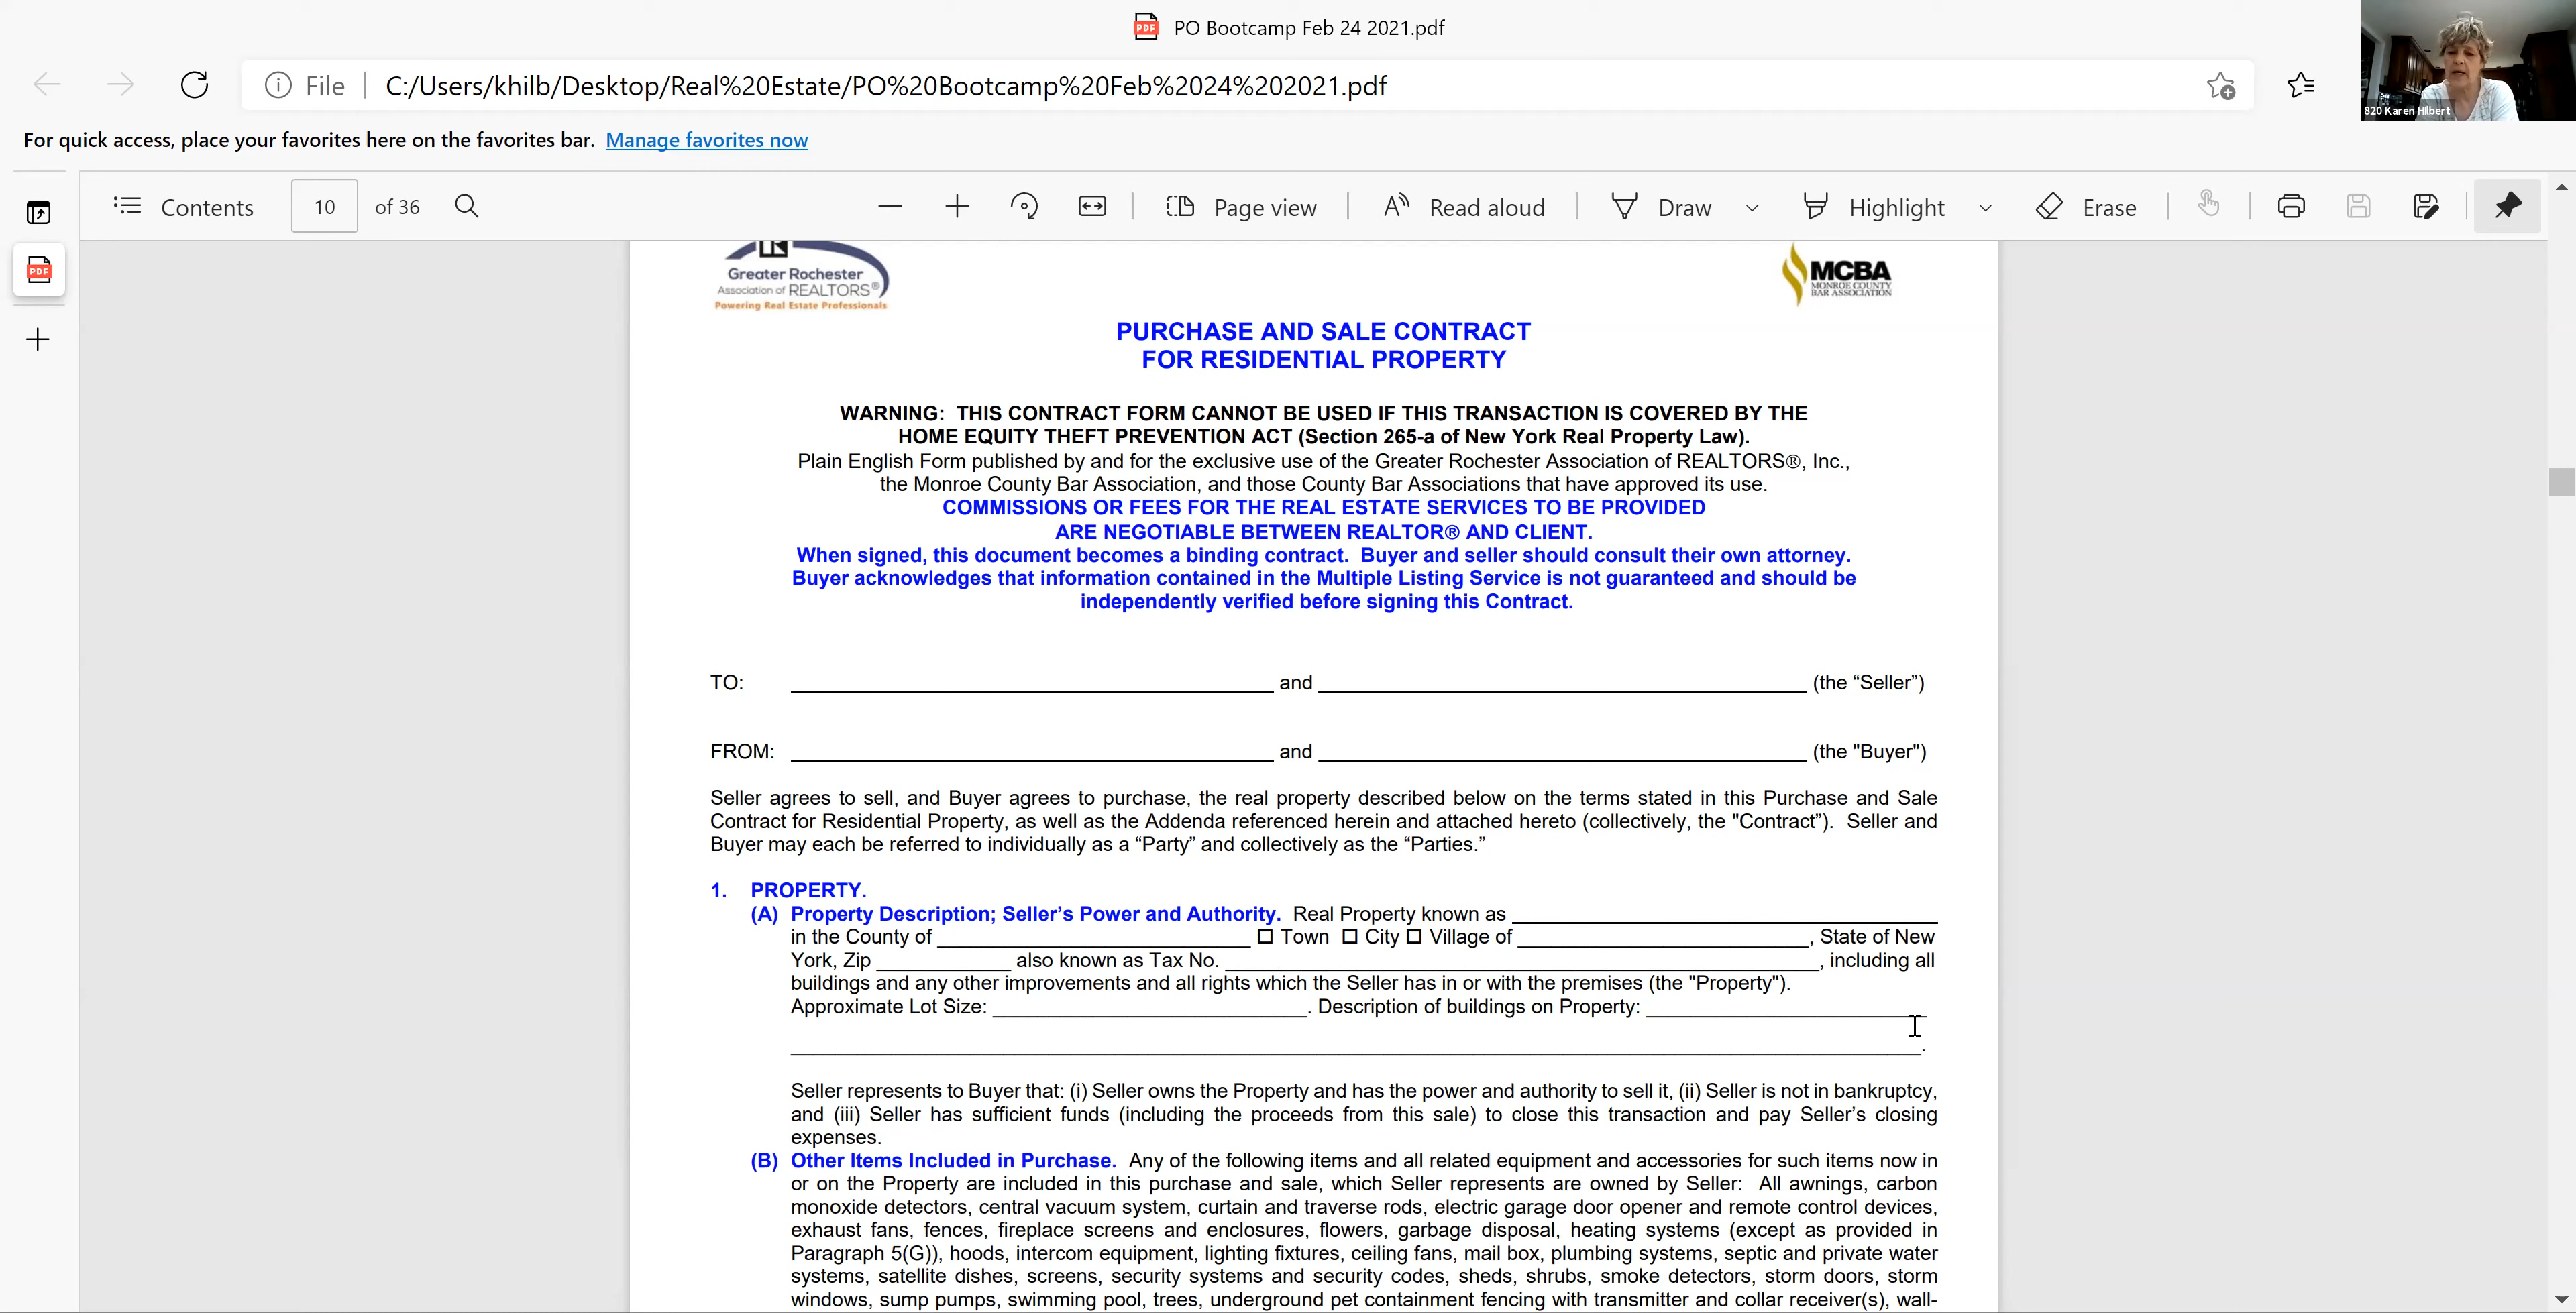 PO Bootcamp Feb 24 2021.pdf
File
C:/Users/khilb/Desktop/Real%20Estate/PO%20Bootcamp%20Feb%2024%202021.pdf
820 Karen Hilbert
For quick access, place your favorites here on the favorites bar. Manage favorites now
Contents 10 of 36 Page view Read aloud Draw Highlight Erase
PDF
Greater Rochester
Association of REALTORS®
Powering Real Estate Professionals
MCBA
MONROE COUNTY
BAR ASSOCIATION
PURCHASE AND SALE CONTRACT
FOR RESIDENTIAL PROPERTY
WARNING: THIS CONTRACT FORM CANNOT BE USED IF THIS TRANSACTION IS COVERED BY THE
HOME EQUITY THEFT PREVENTION ACT (Section 265-a of New York Real Property Law).
Plain English Form published by and for the exclusive use of the Greater Rochester Association of REALTORS®, Inc.,
the Monroe County Bar Association, and those County Bar Associations that have approved its use.
COMMISSIONS OR FEES FOR THE REAL ESTATE SERVICES TO BE PROVIDED
ARE NEGOTIABLE BETWEEN REALTOR® AND CLIENT.
When signed, this document becomes a binding contract. Buyer and seller should consult their own attorney.
Buyer acknowledges that information contained in the Multiple Listing Service is not guaranteed and should be
independently verified before signing this Contract.
TO: ____________ and ____________ (the “Seller”)
FROM: ____________ and ____________ (the "Buyer")
Seller agrees to sell, and Buyer agrees to purchase, the real property described below on the terms stated in this Purchase and Sale
Contract for Residential Property, as well as the Addenda referenced herein and attached hereto (collectively, the "Contract”). Seller and
Buyer may each be referred to individually as a “Party” and collectively as the “Parties.”
1. PROPERTY.
(A) Property Description; Seller’s Power and Authority. Real Property known as ____________
in the County of ____________ ☐ Town ☐ City ☐ Village of ____________, State of New
York, Zip ____________ also known as Tax No. ____________, including all
buildings and any other improvements and all rights which the Seller has in or with the premises (the "Property").
Approximate Lot Size: ____________. Description of buildings on Property: ____________
____________.
Seller represents to Buyer that: (i) Seller owns the Property and has the power and authority to sell it, (ii) Seller is not in bankruptcy,
and (iii) Seller has sufficient funds (including the proceeds from this sale) to close this transaction and pay Seller’s closing
expenses.
(B) Other Items Included in Purchase. Any of the following items and all related equipment and accessories for such items now in
or on the Property are included in this purchase and sale, which Seller represents are owned by Seller: All awnings, carbon
monoxide detectors, central vacuum system, curtain and traverse rods, electric garage door opener and remote control devices,
exhaust fans, fences, fireplace screens and enclosures, flowers, garbage disposal, heating systems (except as provided in
Paragraph 5(G)), hoods, intercom equipment, lighting fixtures, ceiling fans, mail box, plumbing systems, septic and private water
systems, satellite dishes, screens, security systems and security codes, sheds, shrubs, smoke detectors, storm doors, storm
windows, sump pumps, swimming pool, trees, underground pet containment fencing with transmitter and collar receiver(s), wall-